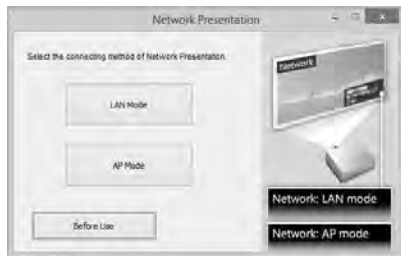 Network Presentation
Select the connecting method of Network Presentation.
LAN Mode
AP Mode
Before Use
Network
Network: LAN mode
Network: AP mode